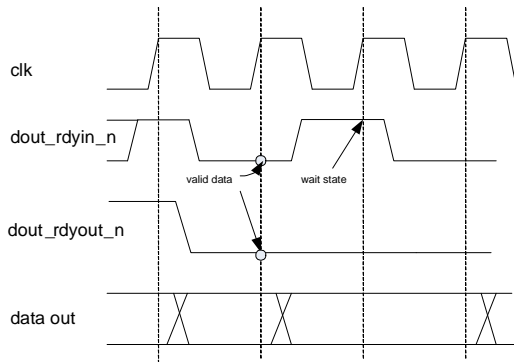 clk
dout_rdyin_n
valid data
wait state
dout_rdyout_n
data out